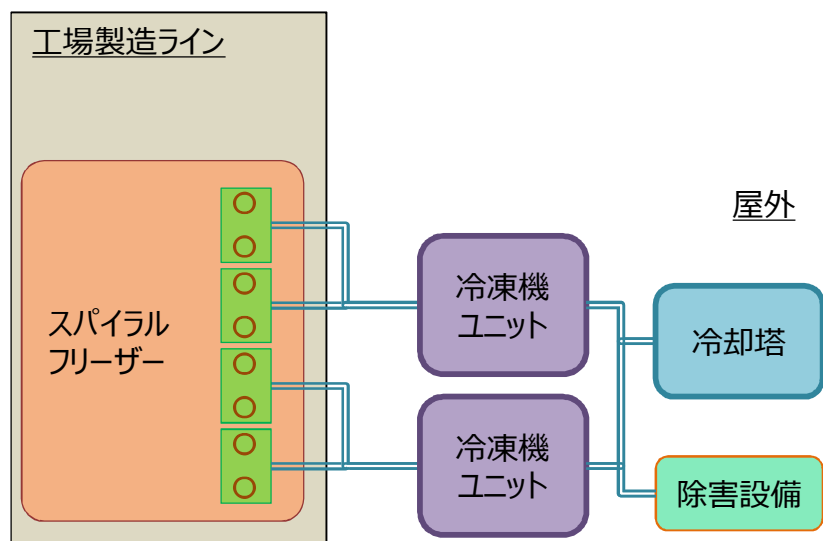 工場製造ライン
屋外
冷凍機
ユニット
スパイラル
フリーザー
冷却塔
冷凍機
ユニット
除害設備